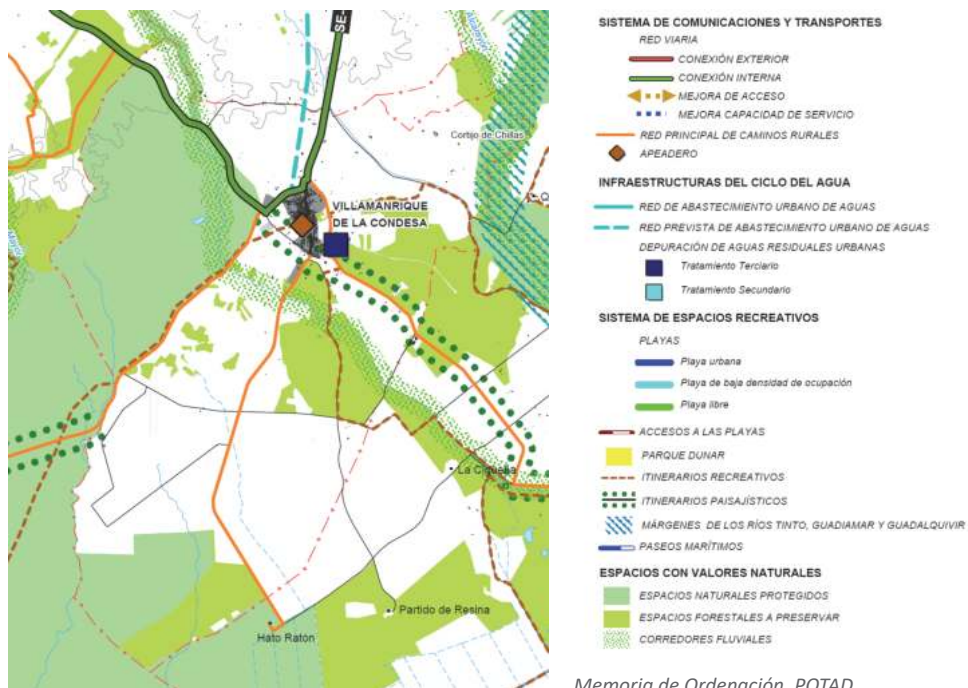 SE-
Alcarayón
Cortijo de Chillas
VILLAMANRIQUE
DE LA CONDESA
Mayor
La Cigüeña
Partido de Resina
Hato Ratón
SISTEMA DE COMUNICACIONES Y TRANSPORTES
RED VIARIA
CONEXIÓN EXTERIOR
CONEXIÓN INTERNA
MEJORA DE ACCESO
MEJORA CAPACIDAD DE SERVICIO
RED PRINCIPAL DE CAMINOS RURALES
APEADERO
INFRAESTRUCTURAS DEL CICLO DEL AGUA
RED DE ABASTECIMIENTO URBANO DE AGUAS
RED PREVISTA DE ABASTECIMIENTO URBANO DE AGUAS
DEPURACIÓN DE AGUAS RESIDUALES URBANAS
Tratamiento Terciario
Tratamiento Secundario
SISTEMA DE ESPACIOS RECREATIVOS
PLAYAS
Playa urbana
Playa de baja densidad de ocupación
Playa libre
ACCESOS A LAS PLAYAS
PARQUE DUNAR
ITINERARIOS RECREATIVOS
ITINERARIOS PAISAJÍSTICOS
MÁRGENES DE LOS RÍOS TINTO, GUADIAMAR Y GUADALQUIVIR
PASEOS MARÍTIMOS
ESPACIOS CON VALORES NATURALES
ESPACIOS NATURALES PROTEGIDOS
ESPACIOS FORESTALES A PRESERVAR
CORREDORES FLUVIALES
Memoria de Ordenación. POTAD